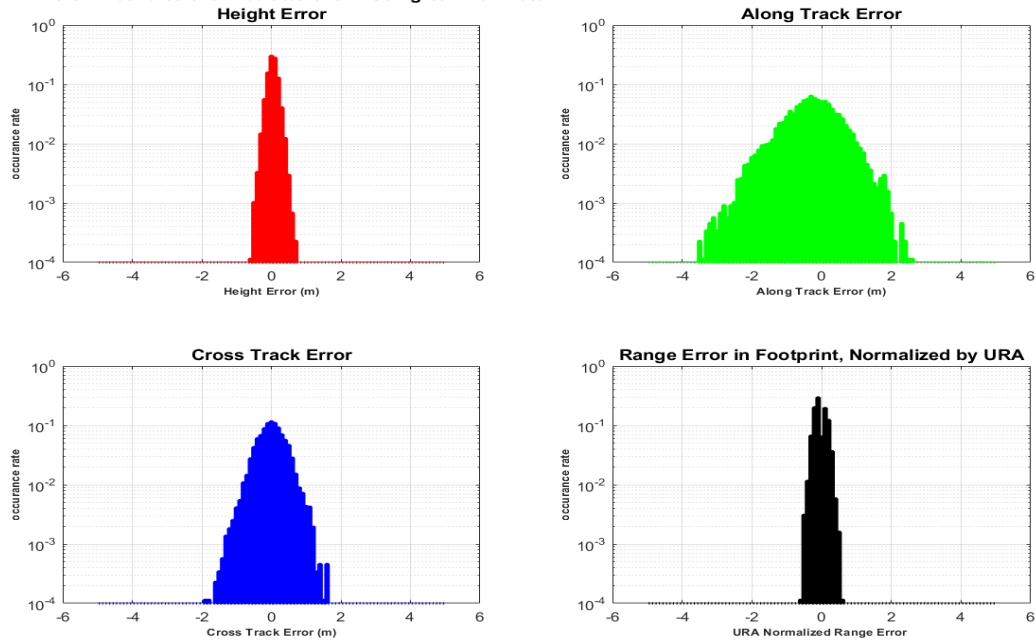 Height Error
10^0
10^-1
10^-2
10^-3
10^-4
occurance rate
-6 -4 -2 0 2 4 6
Height Error (m)
Along Track Error
10^0
10^-1
10^-2
10^-3
10^-4
occurance rate
-6 -4 -2 0 2 4 6
Along Track Error (m)
Cross Track Error
10^0
10^-1
10^-2
10^-3
10^-4
occurance rate
-6 -4 -2 0 2 4 6
Cross Track Error (m)
Range Error in Footprint, Normalized by URA
10^0
10^-1
10^-2
10^-3
10^-4
occurance rate
-6 -4 -2 0 2 4 6
URA Normalized Range Error